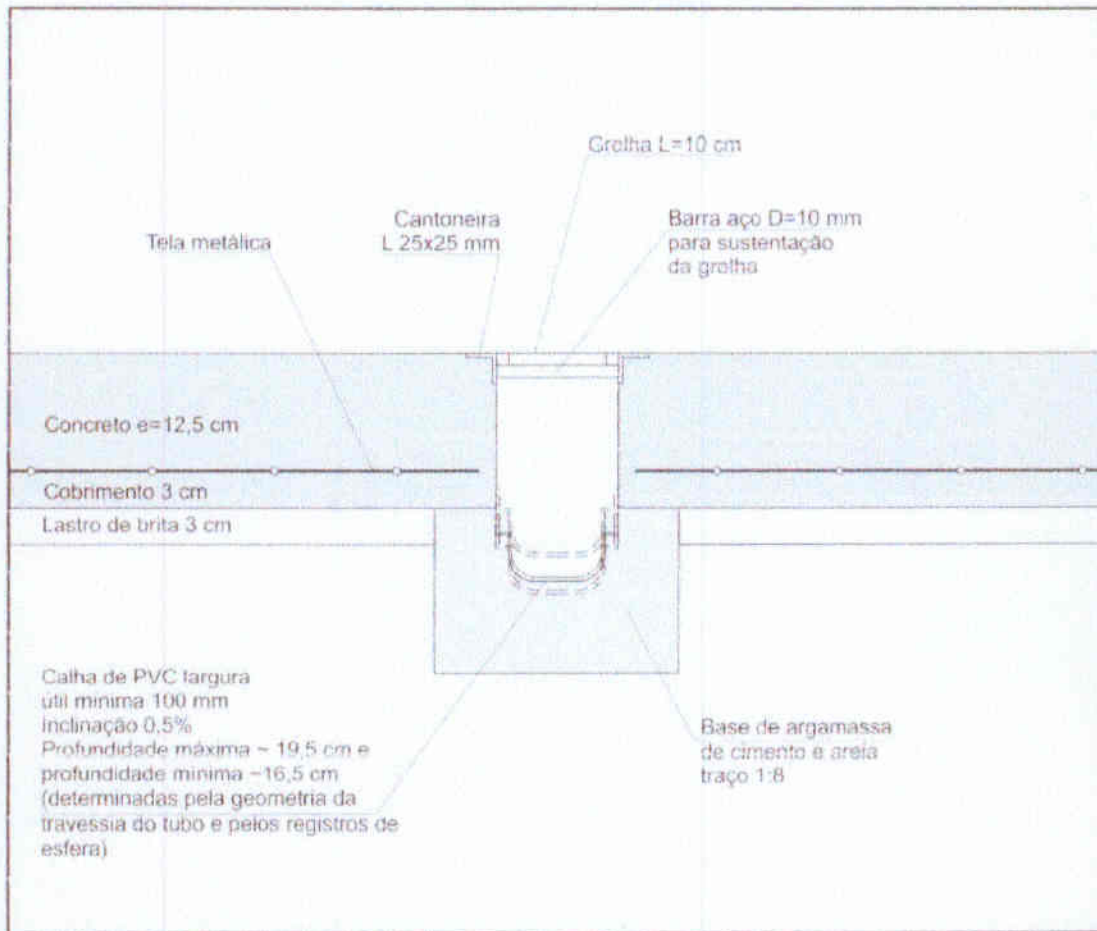 Grelha L=10 cm
Cantoneira
L 25x25 mm
Barra aço D=10 mm
para sustentação
da grelha
Tela metálica
Concreto e=12,5 cm
Cobrimento 3 cm
Lastro de brita 3 cm
Calha de PVC largura
útil mínima 100 mm
Inclinação 0.5%
Profundidade máxima ~ 19,5 cm e
profundidade mínima ~16,5 cm
(determinadas pela geometria da
travessia do tubo e pelos registros de
esfera)
Base de argamassa
de cimento e areia
traço 1:8